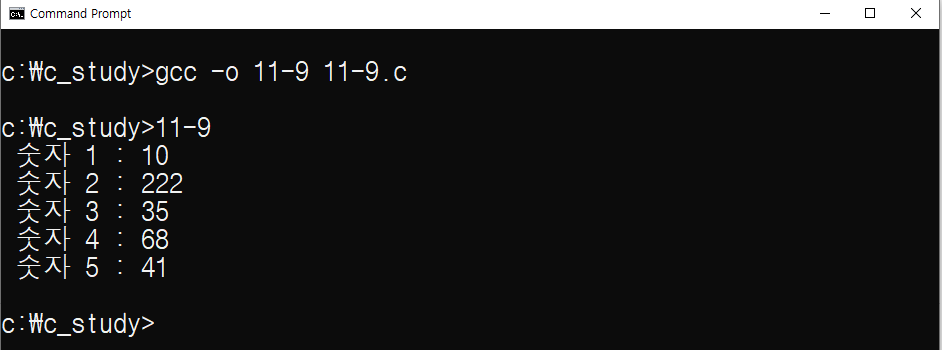 Command Prompt
c:₩c_study>gcc -o 11-9 11-9.c
c:₩c_study>11-9
숫자 1 : 10
숫자 2 : 222
숫자 3 : 35
숫자 4 : 68
숫자 5 : 41
c:₩c_study>